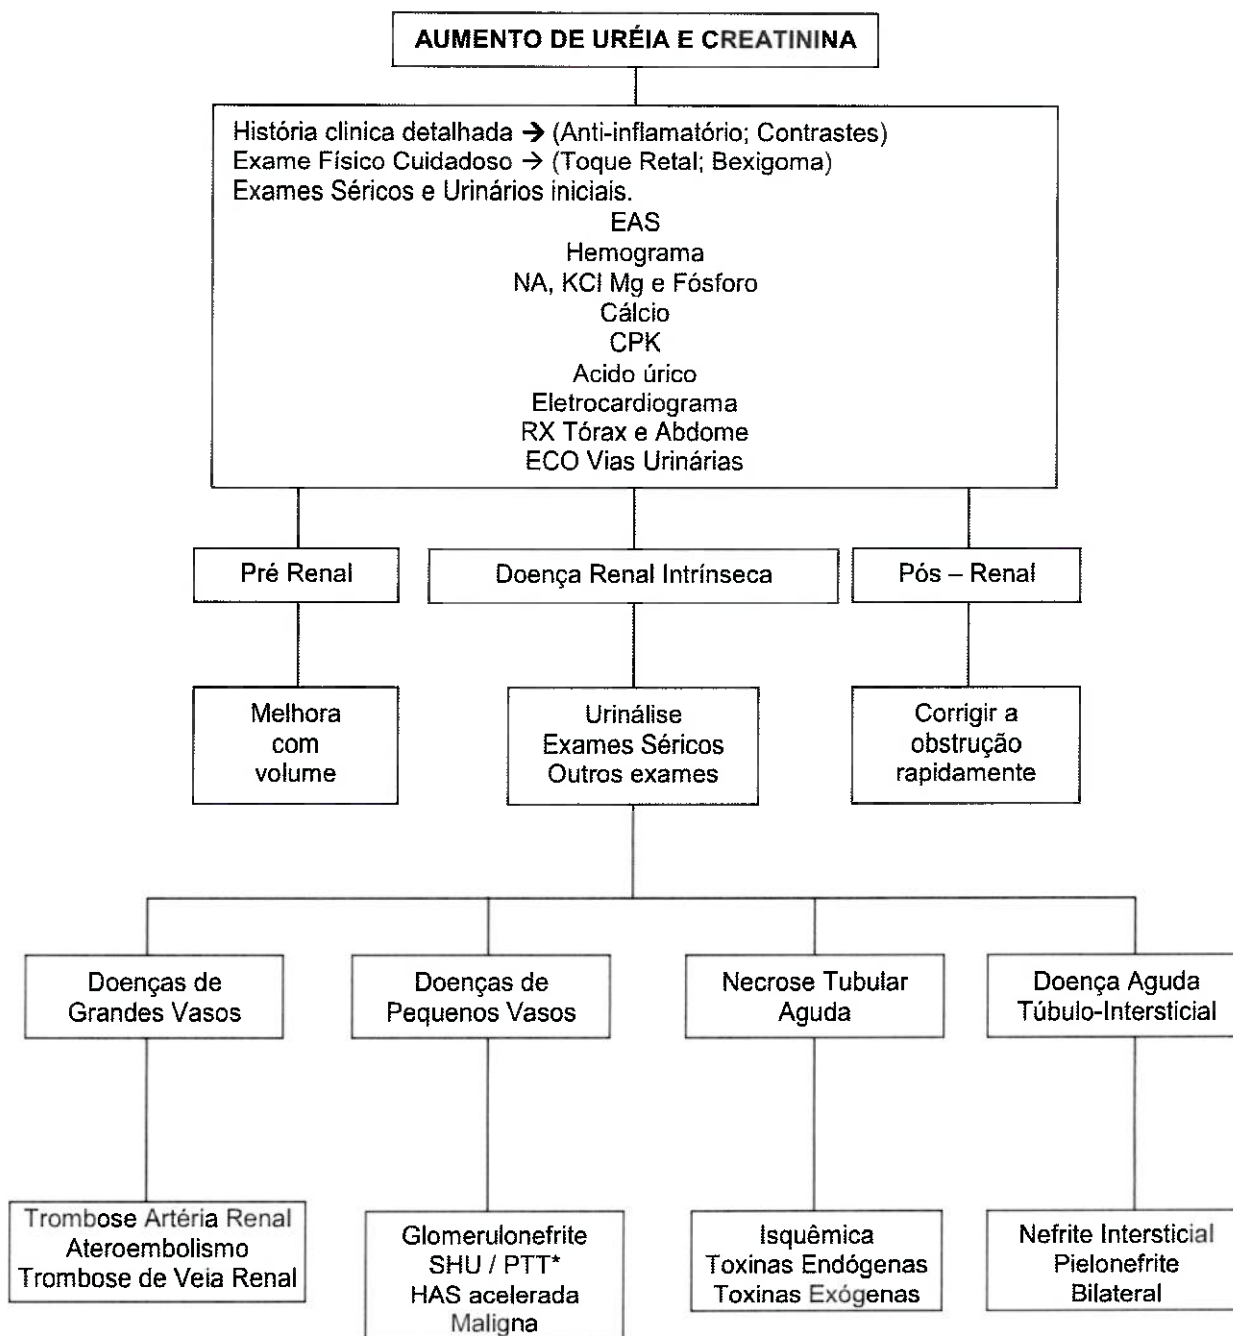 AUMENTO DE URÉIA E CREATININA
História clinica detalhada → (Anti-inflamatório; Contrastes)
Exame Físico Cuidadoso → (Toque Retal; Bexigoma)
Exames Séricos e Urinários iniciais.
EAS
Hemograma
NA, KCl Mg e Fósforo
Cálcio
CPK
Acido úrico
Eletrocardiograma
RX Tórax e Abdome
ECO Vias Urinárias
Pré Renal
Doença Renal Intrínseca
Pós – Renal
Melhora
com
volume
Urinálise
Exames Séricos
Outros exames
Corrigir a
obstrução
rapidamente
Doenças de
Grandes Vasos
Doenças de
Pequenos Vasos
Necrose Tubular
Aguda
Doença Aguda
Túbulo-Intersticial
Trombose Artéria Renal
Ateroembolismo
Trombose de Veia Renal
Glomerulonefrite
SHU / PTT*
HAS acelerada
Maligna
Isquêmica
Toxinas Endógenas
Toxinas Exógenas
Nefrite Intersticial
Pielonefrite
Bilateral